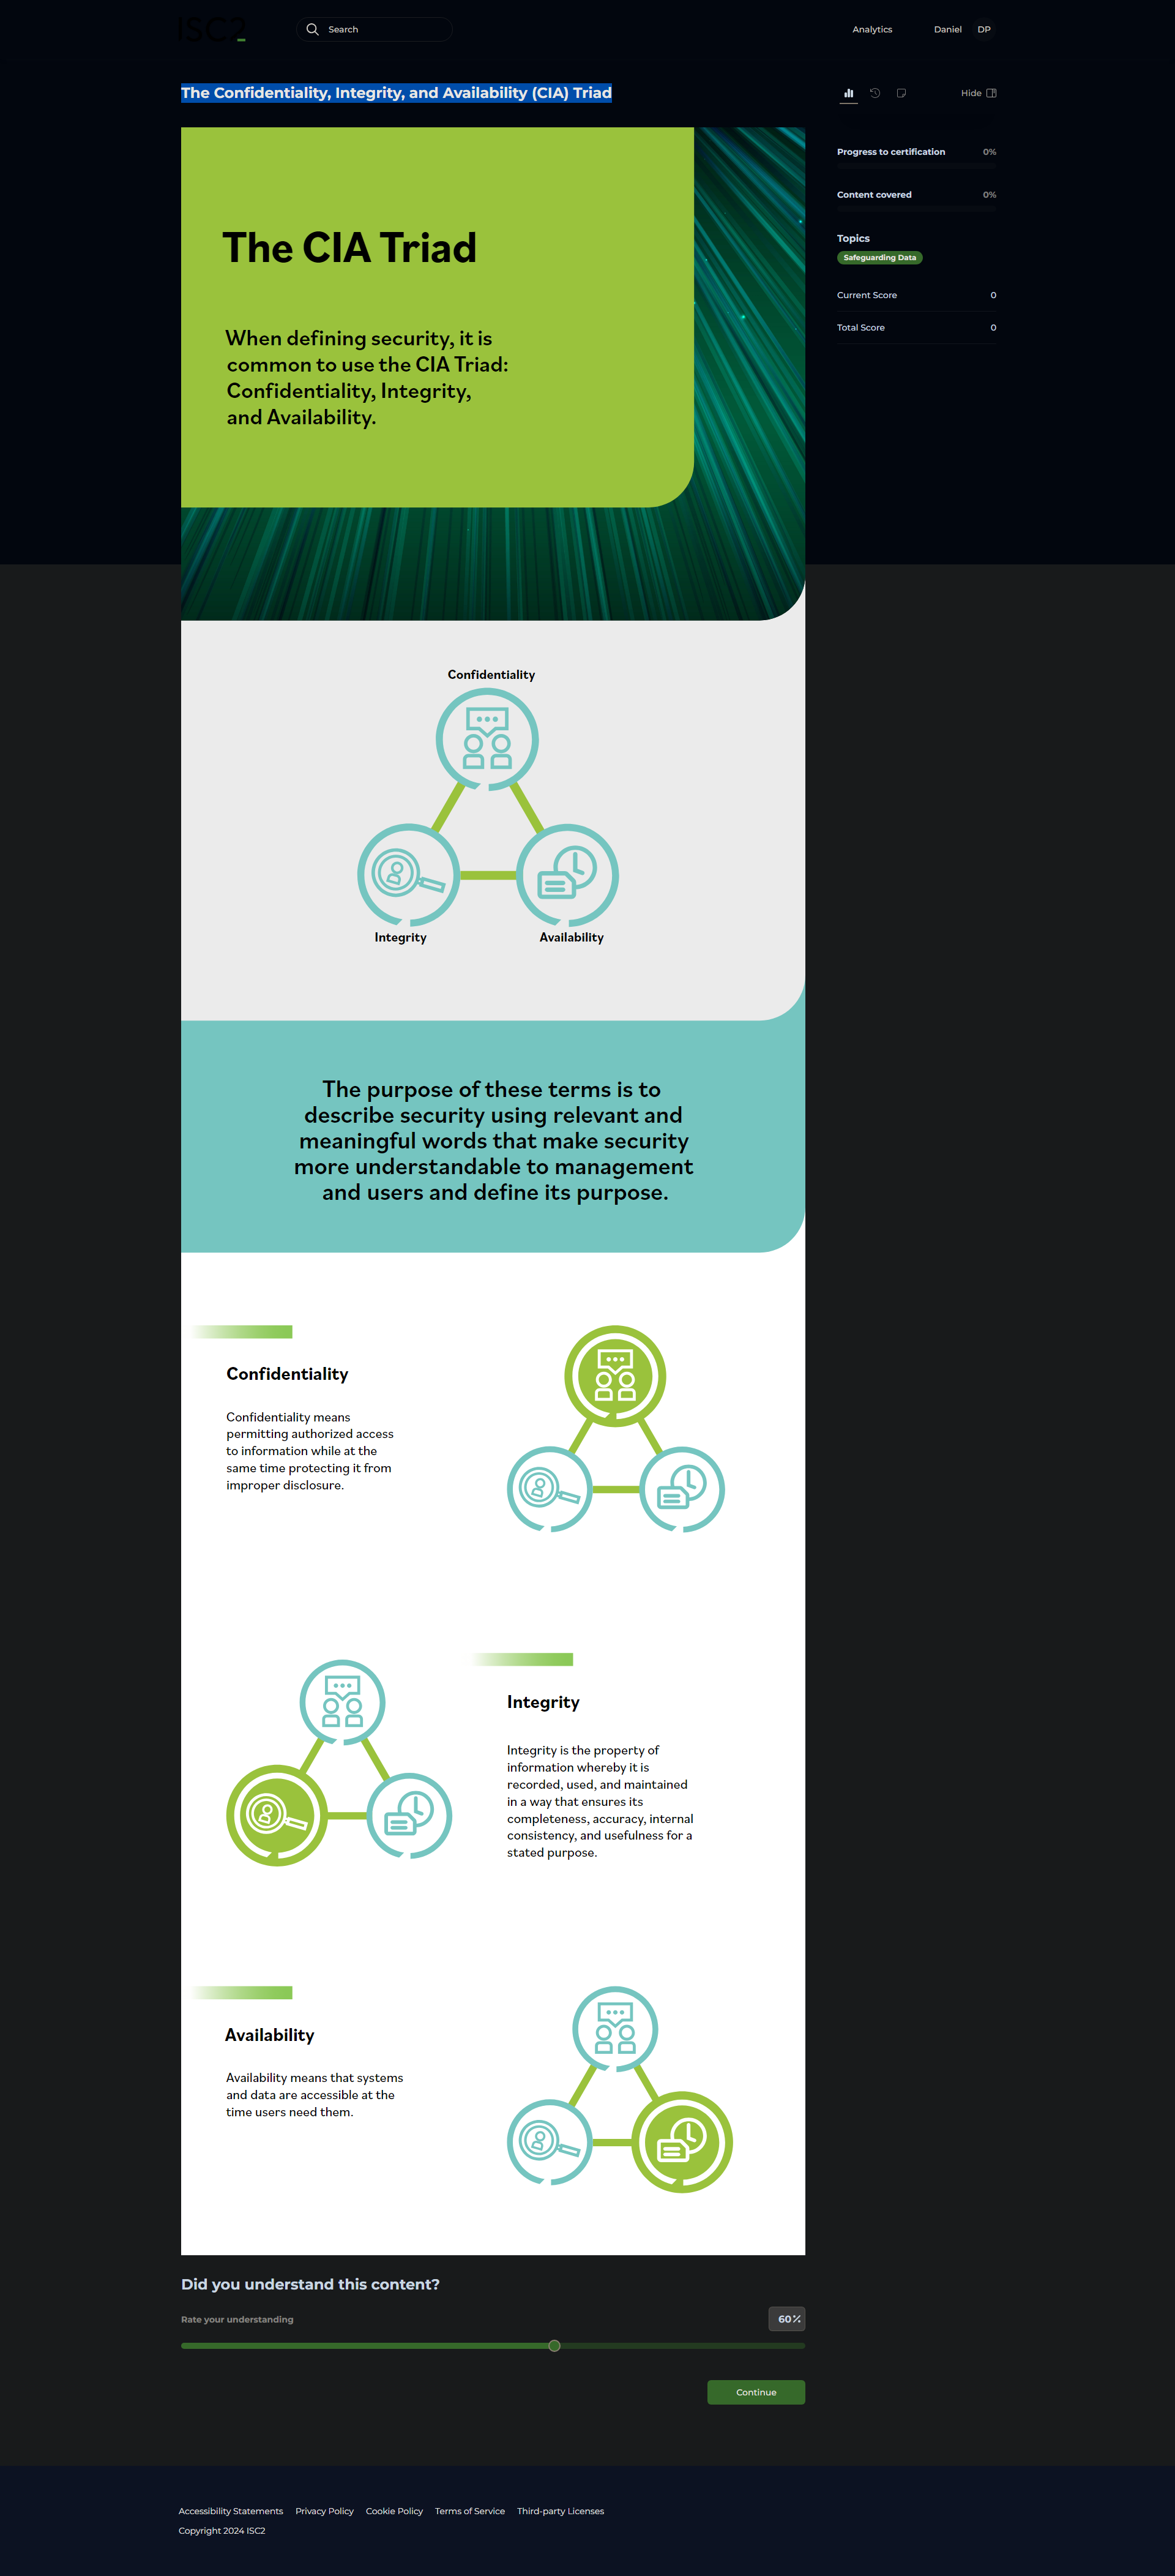 ISC2
Search
Analytics
Daniel
DP
The Confidentiality, Integrity, and Availability (CIA) Triad
Hide
The CIA Triad
When defining security, it is
common to use the CIA Triad:
Confidentiality, Integrity,
and Availability.
Progress to certification 0%
Content covered 0%
Topics
Safeguarding Data
Current Score 0
Total Score 0
Confidentiality
Integrity
Availability
The purpose of these terms is to
describe security using relevant and
meaningful words that make security
more understandable to management
and users and define its purpose.
Confidentiality
Confidentiality means
permitting authorized access
to information while at the
same time protecting it from
improper disclosure.
Integrity
Integrity is the property of
information whereby it is
recorded, used, and maintained
in a way that ensures its
completeness, accuracy, internal
consistency, and usefulness for a
stated purpose.
Availability
Availability means that systems
and data are accessible at the
time users need them.
Did you understand this content?
Rate your understanding
60%
Continue
Accessibility Statements Privacy Policy Cookie Policy Terms of Service Third-party Licenses
Copyright 2024 ISC2